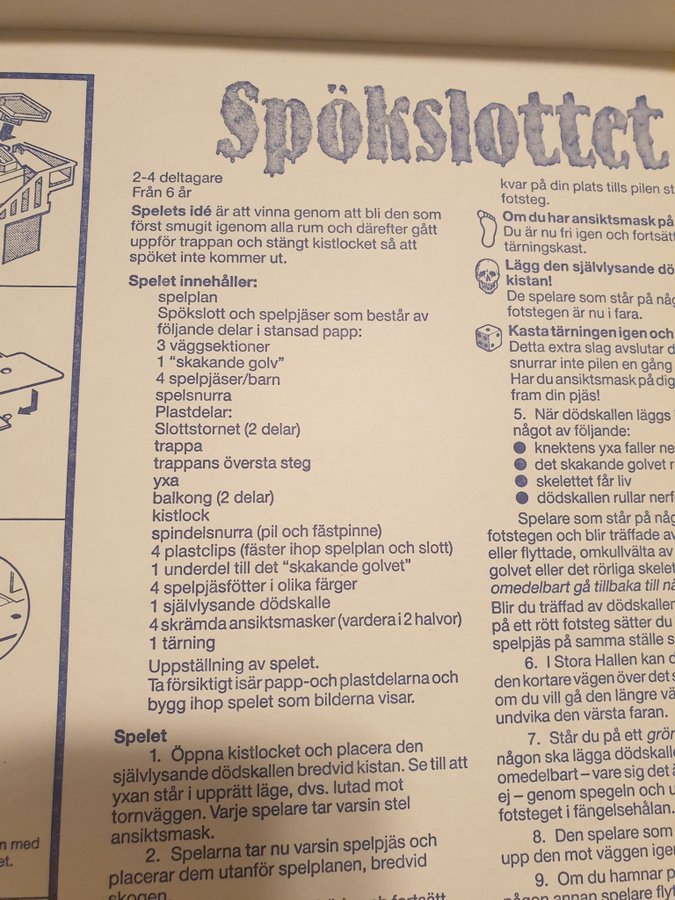 Spökslottet
2-4 deltagare
Från 6 år
Spelets idé är att vinna genom att bli den som
först smugit igenom alla rum och därefter gått
uppför trappan och stängt kistlocket så att
spöket inte kommer ut.
Spelet innehåller:
spelplan
Spökslott och spelpjäser som består av
följande delar i stansad papp:
3 väggsektioner
1 “skakande golv”
4 spelpjäser/barn
spelsnurra
Plastdelar:
Slottstornet (2 delar)
trappa
trappans översta steg
yxa
balkong (2 delar)
kistlock
spindelsnurra (pil och fästpinne)
4 plastclips (fäster ihop spelplan och slott)
1 underdel till det “skakande golvet”
4 spelpjäsfötter i olika färger
1 självlysande dödskalle
4 skrämda ansiktsmasker (vardera i 2 halvor)
1 tärning
Uppställning av spelet.
Ta försiktigt isär papp-och plastdelarna och
bygg ihop spelet som bilderna visar.
Spelet
1. Öppna kistlocket och placera den
självlysande dödskallen bredvid kistan. Se till att
yxan står i upprätt läge, dvs. lutad mot
tornväggen. Varje spelare tar varsin stel
ansiktsmask.
2. Spelarna tar nu varsin spelpjäs och
placerar dem utanför spelplanen, bredvid
skogen.
fortsätt
kvar på din plats tills pilen st
fotsteg.
Om du har ansiktsmask på
Du är nu fri igen och fortsätt
tärningskast.
Lägg den självlysande dö
kistan!
De spelare som står på någ
fotstegen är nu i fara.
Kasta tärningen igen och
Detta extra slag avslutar d
snurrar inte pilen en gång
Har du ansiktsmask på dig
fram din pjäs!
5. När dödskallen läggs i
något av följande:
● knektens yxa faller ne
● det skakande golvet r
● skelettet får liv
● dödskallen rullar nerf
Spelare som står på någ
fotstegen och blir träffade av
eller flyttade, omkullvälta av
golvet eller det rörliga skelet
omedelbart gå tillbaka till nä
Blir du träffad av dödskallen
på ett rött fotsteg sätter du
spelpjäs på samma ställe s
6. I Stora Hallen kan d
den kortare vägen över det s
om du vill gå den längre vä
undvika den värsta faran.
7. Står du på ett grön
någon ska lägga dödskalle
omedelbart – vare sig det ä
ej – genom spegeln och u
fotsteget i fängelsehålan.
8. Den spelare som
upp den mot väggen igen
9. Om du hamnar p
någon annan spelare flyt
n med
et.